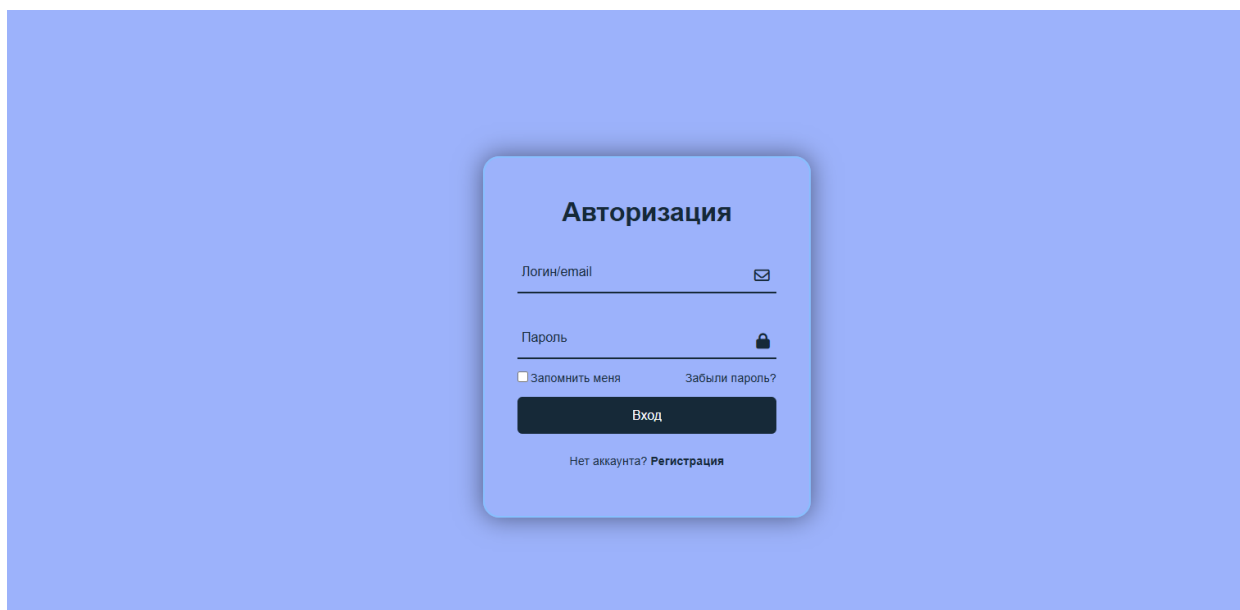 Авторизация
Логин/email
Пароль
Запомнить меня Забыли пароль?
Вход
Нет аккаунта? Регистрация